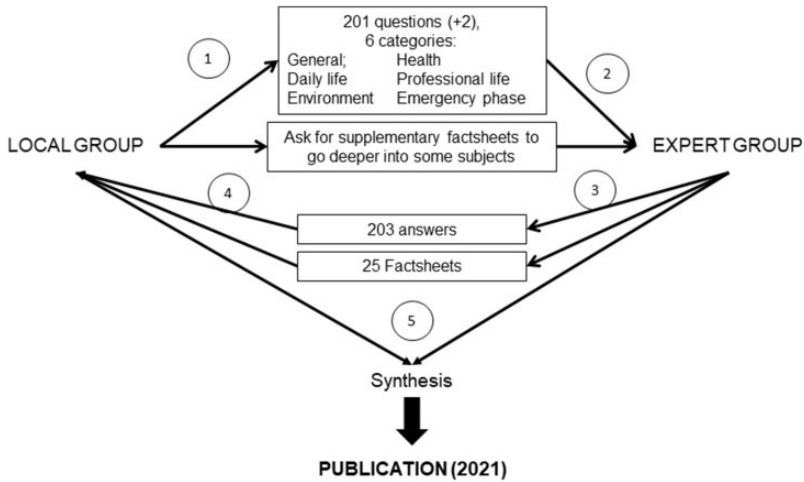 201 questions (+2),
6 categories:
General; Health
Daily life Professional life
Environment Emergency phase
1
2
LOCAL GROUP
Ask for supplementary factsheets to
go deeper into some subjects
EXPERT GROUP
4
3
203 answers
25 Factsheets
5
Synthesis
PUBLICATION (2021)